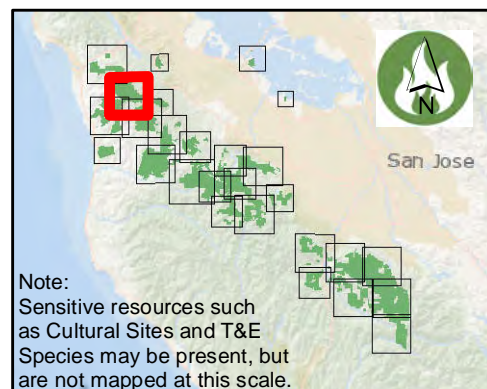 N
San Jose
Note:
Sensitive resources such
as Cultural Sites and T&E
Species may be present, but
are not mapped at this scale.